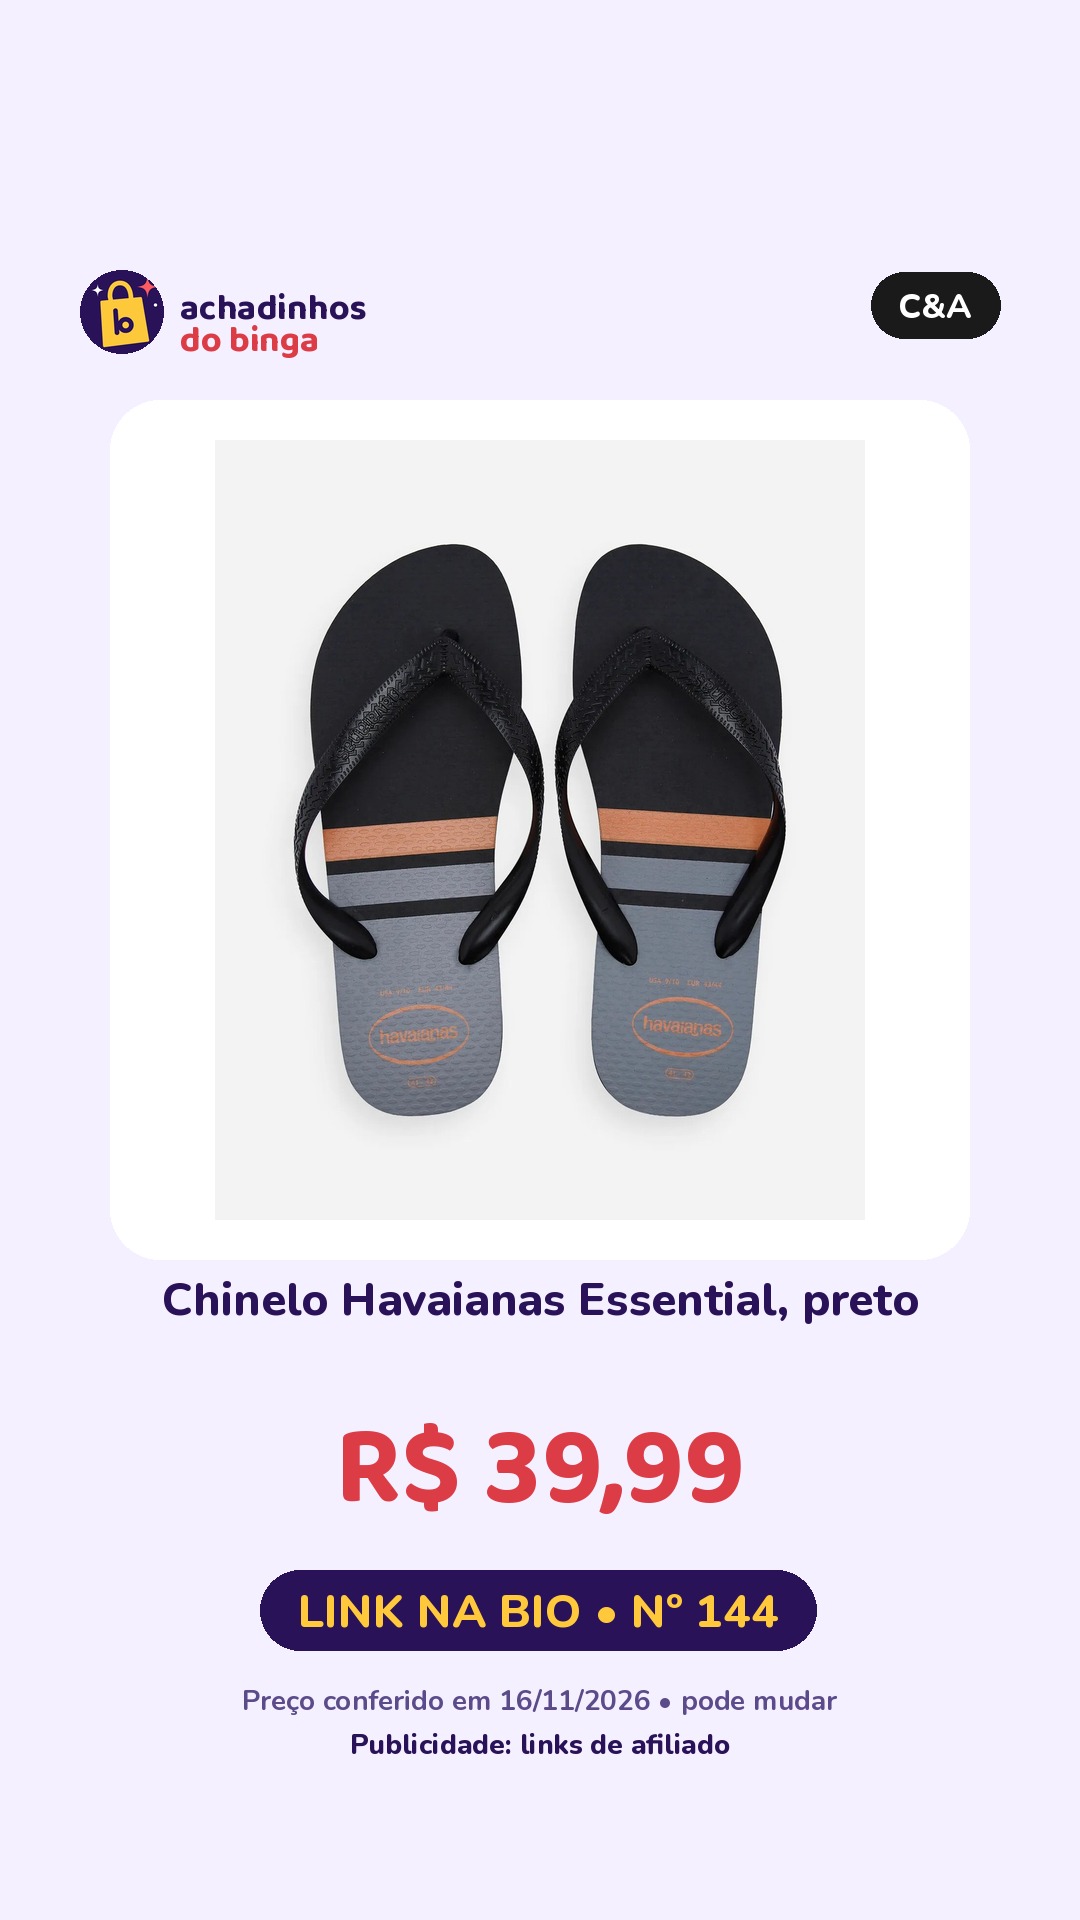 achadinhos
do binga
C&A
havaianas
havaianas
Chinelo Havaianas Essential, preto
R$ 39,99
LINK NA BIO • Nº 144
Preço conferido em 16/11/2026 • pode mudar
Publicidade: links de afiliado